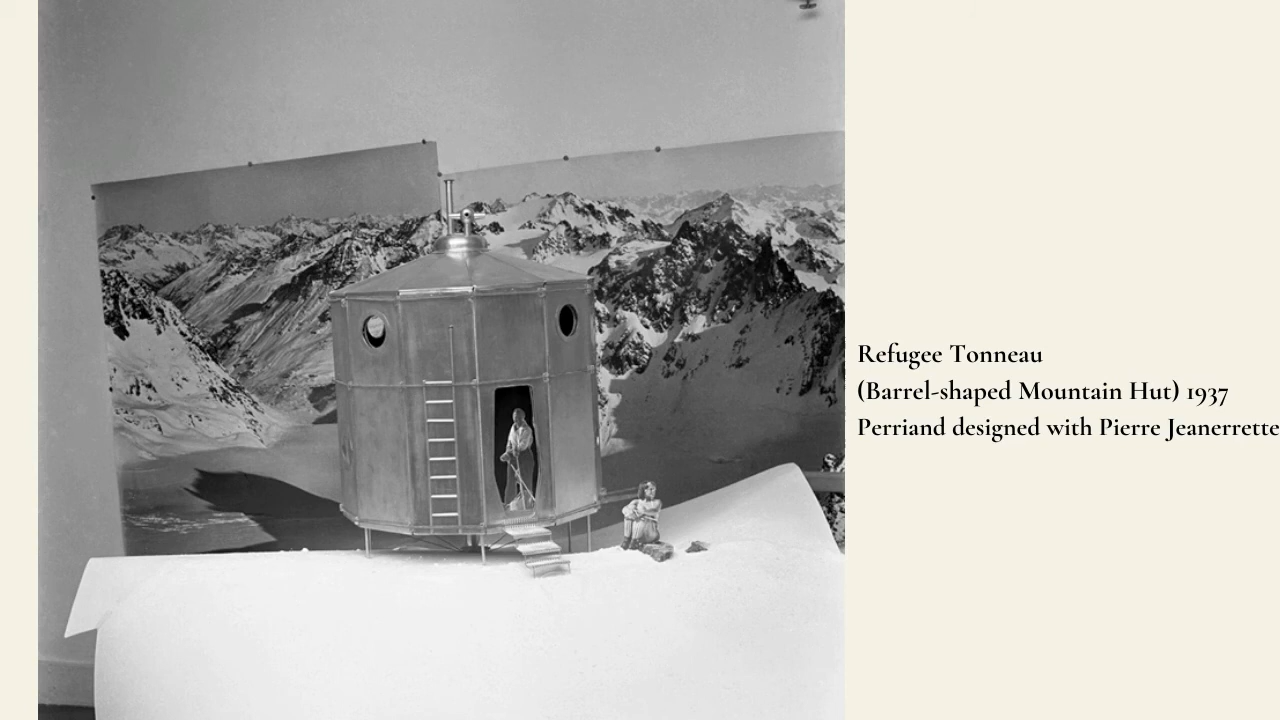 Refugee Tonneau
(Barrel-shaped Mountain Hut) 1937
Perriand designed with Pierre Jeanerrette